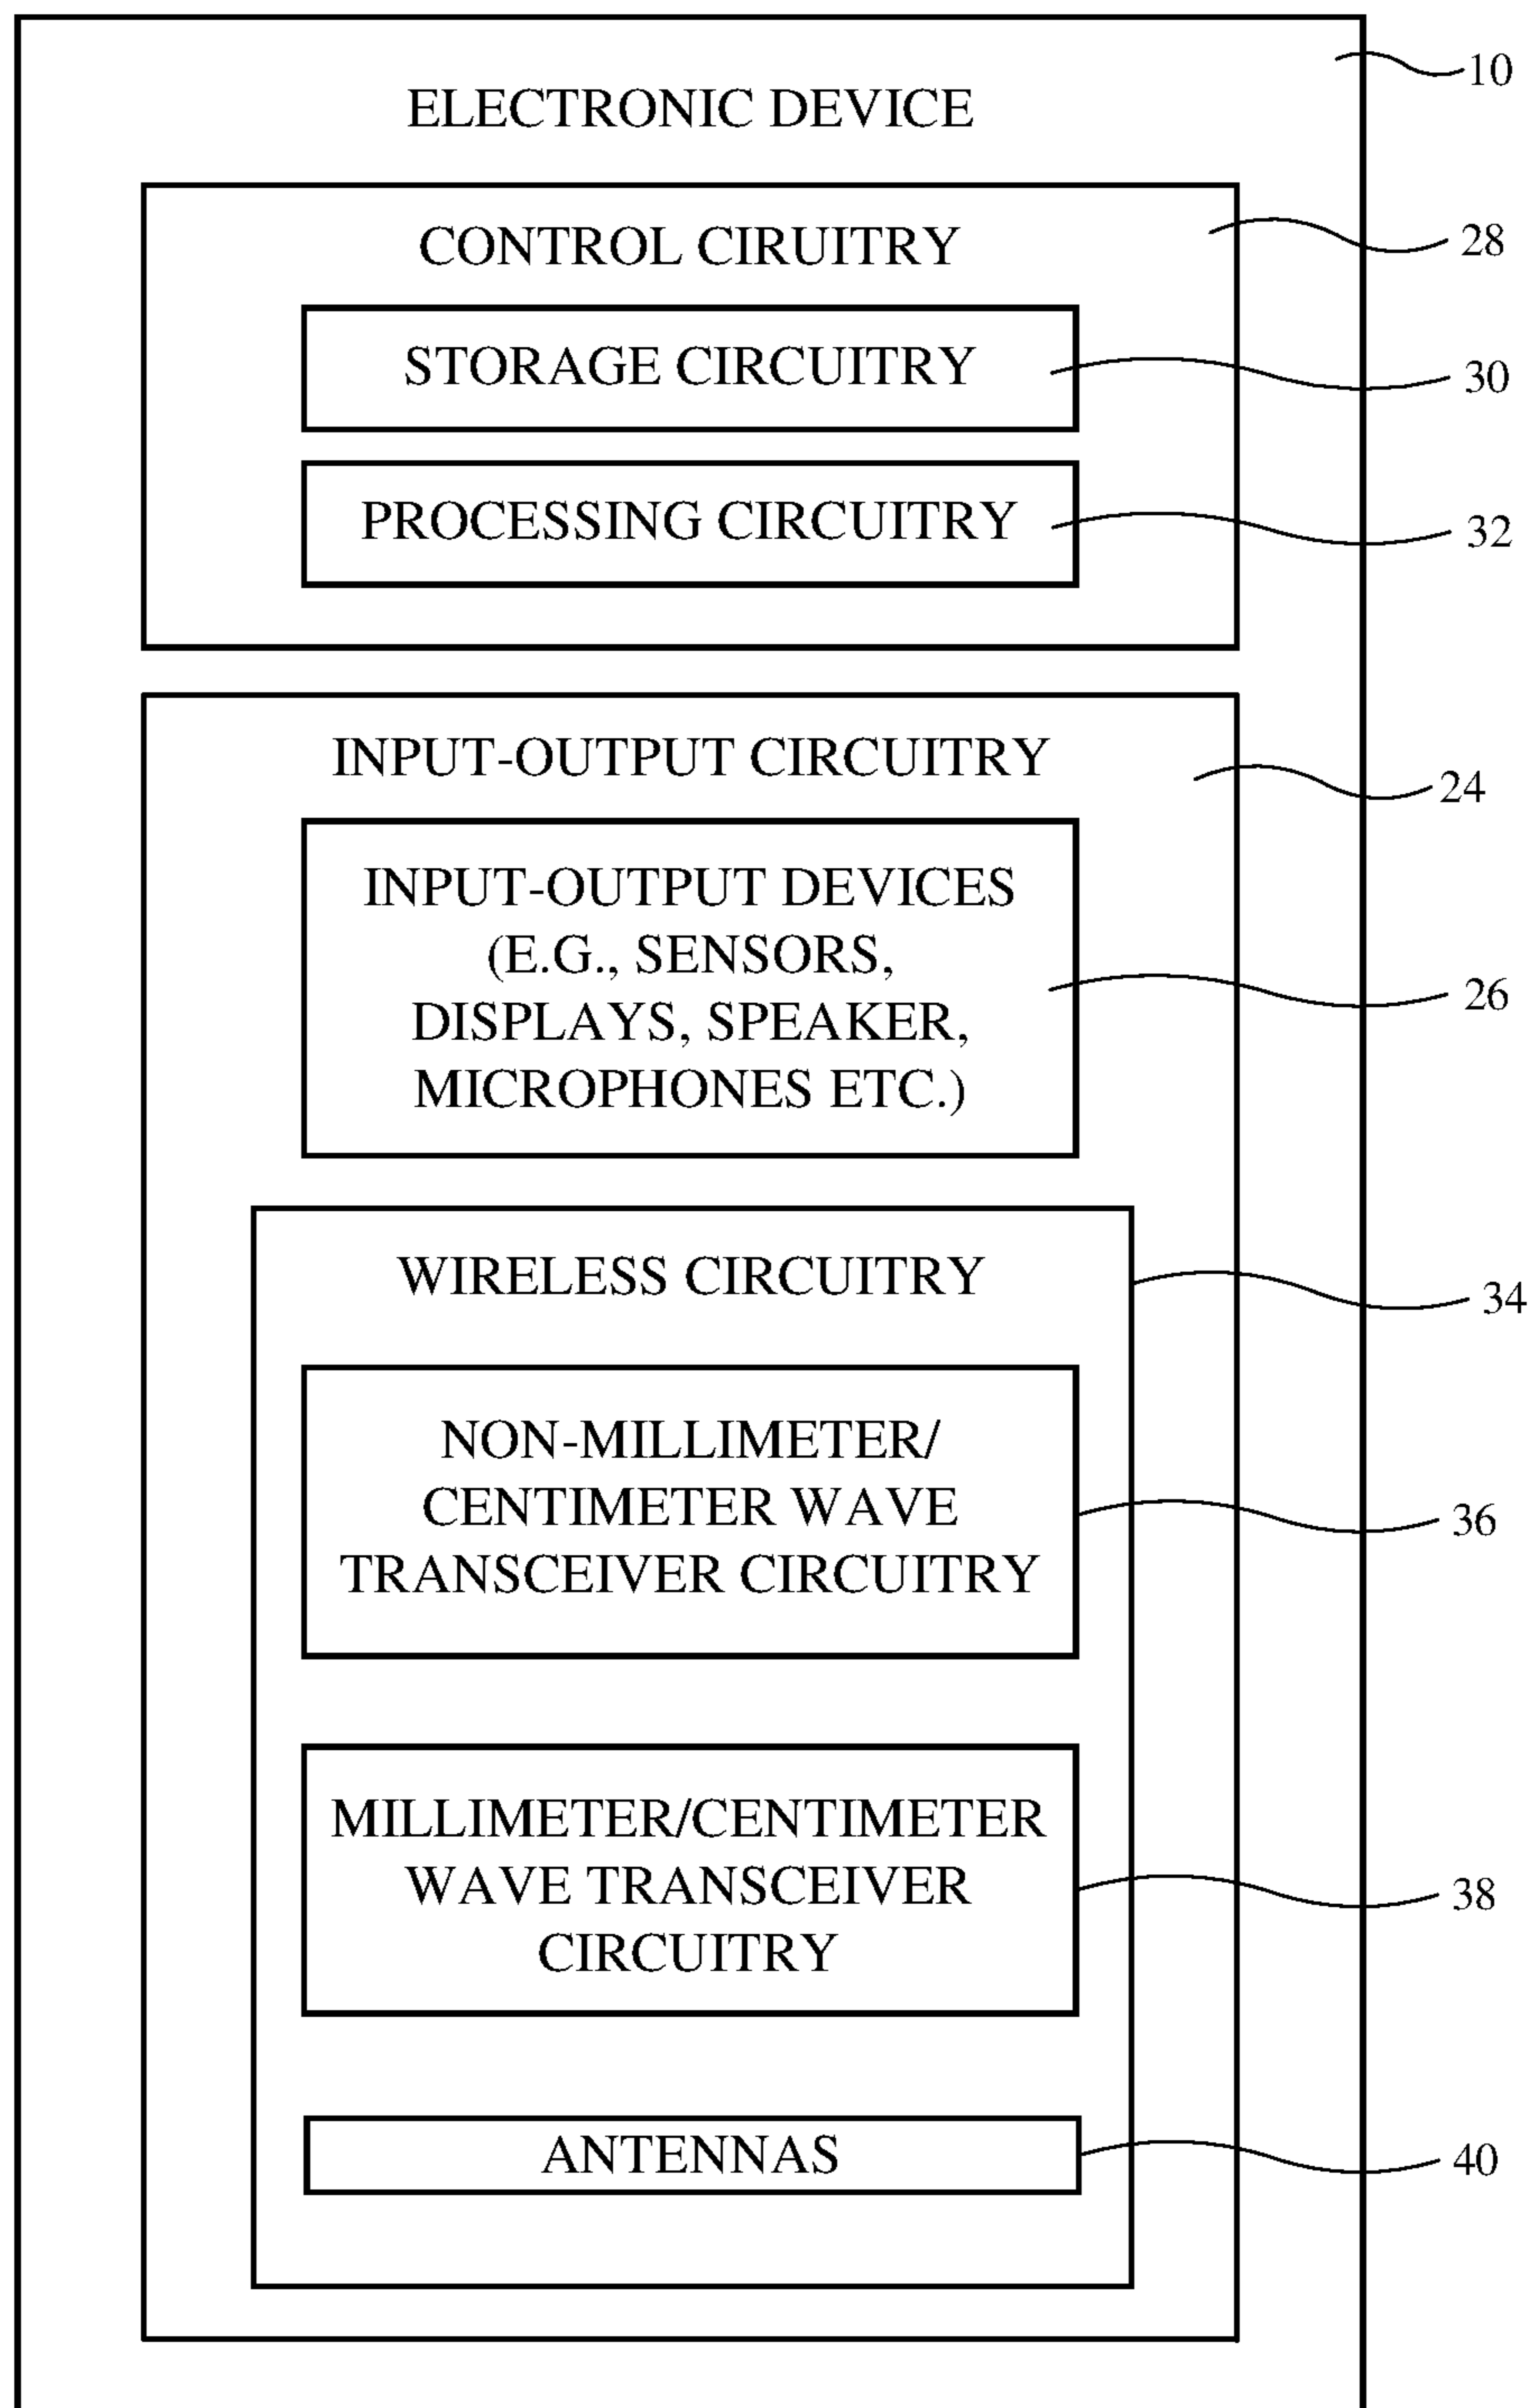 10
ELECTRONIC DEVICE
CONTROL CIRUITRY
28
STORAGE CIRCUITRY
30
PROCESSING CIRCUITRY
32
INPUT-OUTPUT CIRCUITRY
24
INPUT-OUTPUT DEVICES
(E.G., SENSORS,
DISPLAYS, SPEAKER,
MICROPHONES ETC.)
26
WIRELESS CIRCUITRY
34
NON-MILLIMETER/
CENTIMETER WAVE
TRANSCEIVER CIRCUITRY
36
MILLIMETER/CENTIMETER
WAVE TRANSCEIVER
CIRCUITRY
38
ANTENNAS
40